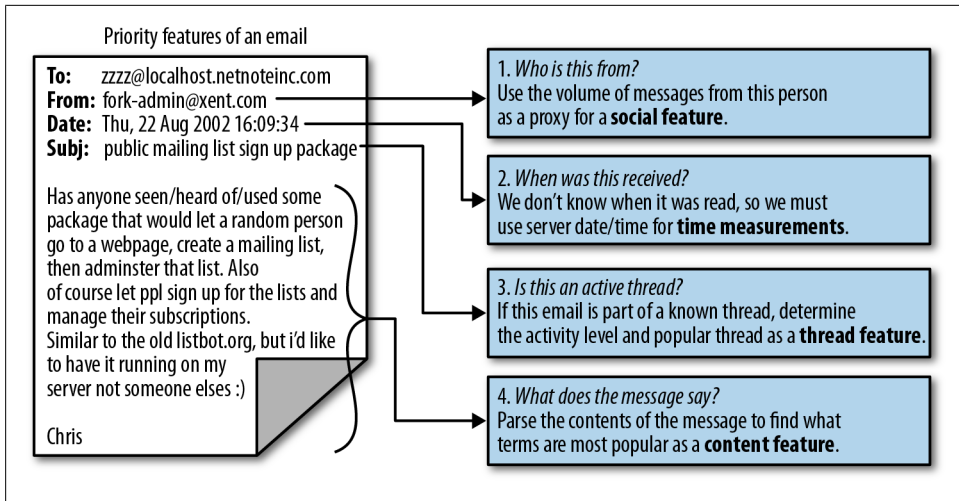 Priority features of an email
To: zzzz@localhost.netnoteinc.com
From: fork-admin@xent.com
Date: Thu, 22 Aug 2002 16:09:34
Subj: public mailing list sign up package
Has anyone seen/heard of/used some
package that would let a random person
go to a webpage, create a mailing list,
then adminster that list. Also
of course let ppl sign up for the lists and
manage their subscriptions.
Similar to the old listbot.org, but i'd like
to have it running on my
server not someone elses :)
Chris
1. Who is this from?
Use the volume of messages from this person
as a proxy for a social feature.
2. When was this received?
We don't know when it was read, so we must
use server date/time for time measurements.
3. Is this an active thread?
If this email is part of a known thread, determine
the activity level and popular thread as a thread feature.
4. What does the message say?
Parse the contents of the message to find what
terms are most popular as a content feature.